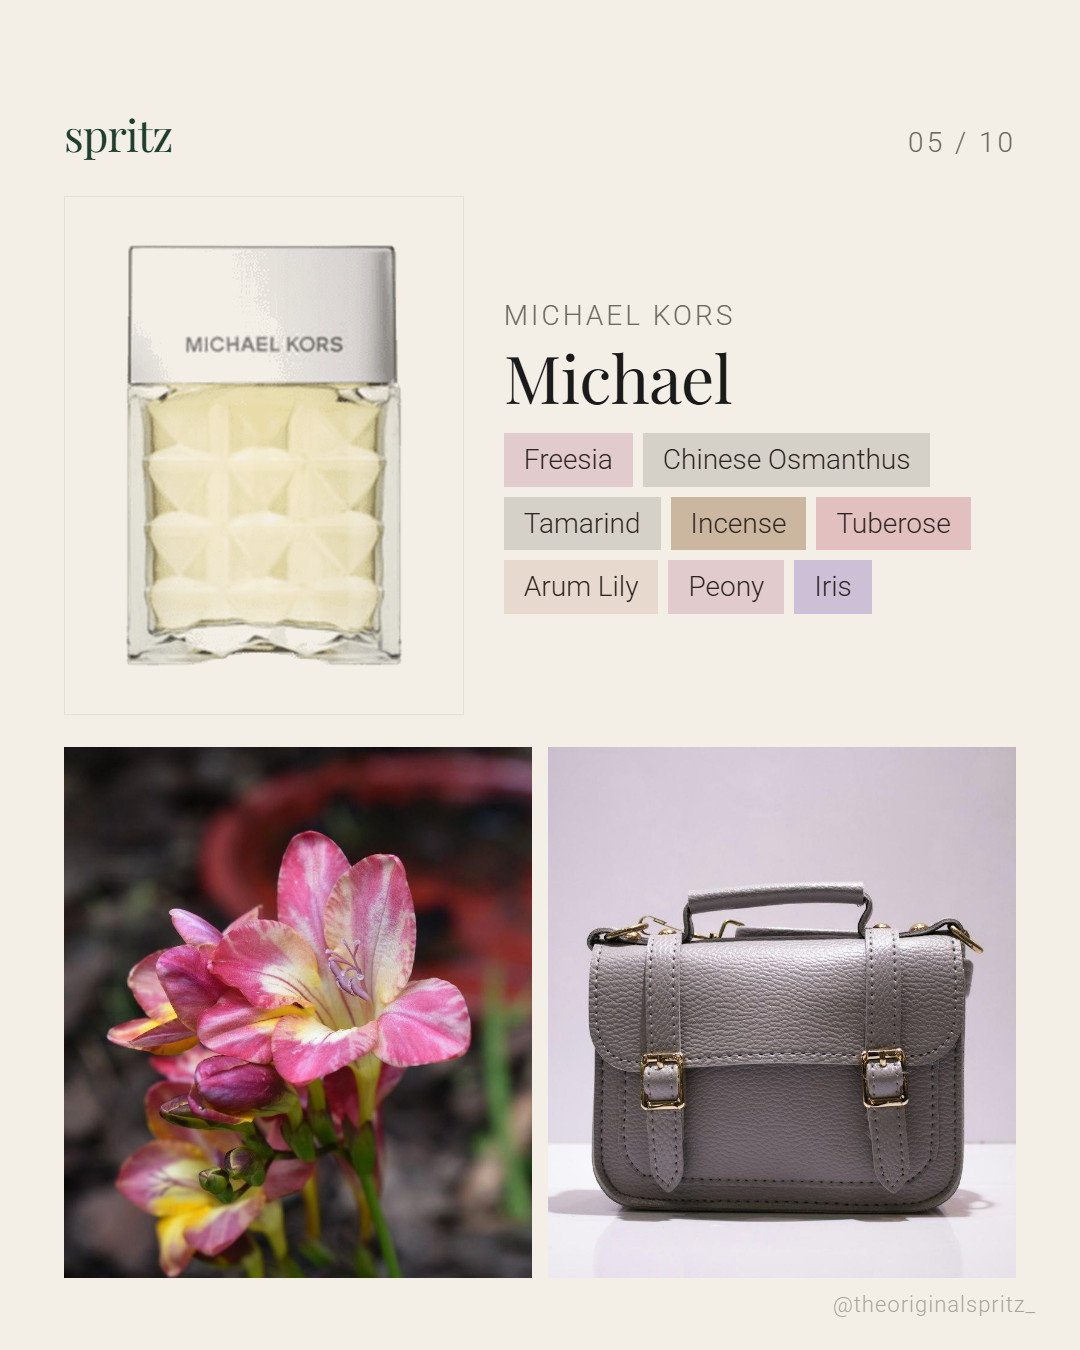 spritz
05 / 10
MICHAEL KORS
MICHAEL KORS
Michael
Freesia
Chinese Osmanthus
Tamarind
Incense
Tuberose
Arum Lily
Peony
Iris
@theoriginalspritz_